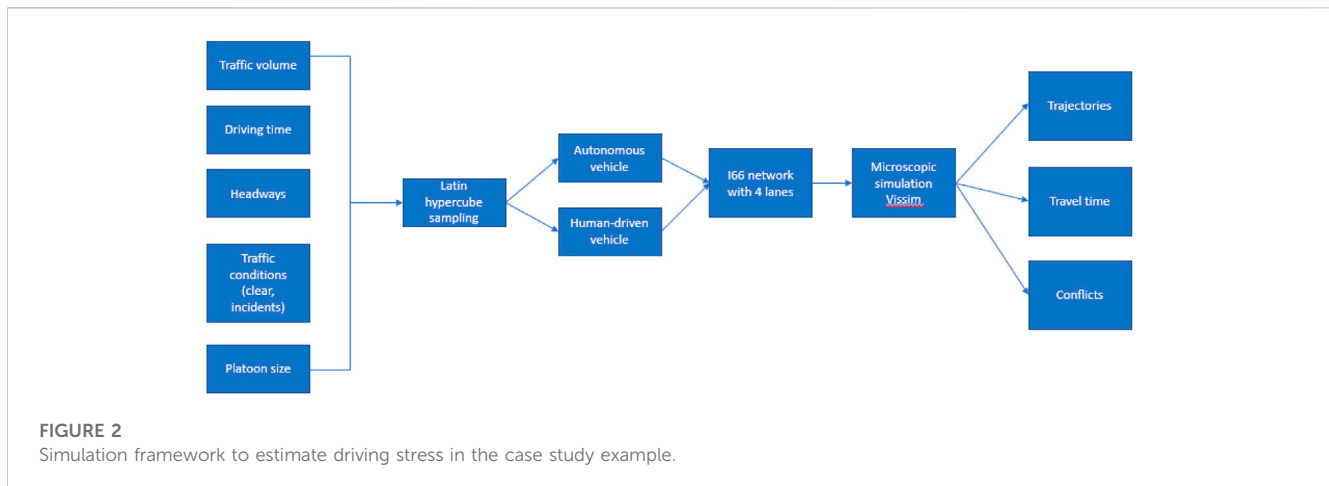 Traffic volume
Driving time
Headways
Traffic
conditions
(clear,
incidents)
Platoon size
Latin
hypercube
sampling
Autonomous
vehicle
Human-driven
vehicle
I66 network
with 4 lanes
Microscopic
simulation
Vissim
Trajectories
Travel time
Conflicts
FIGURE 2
Simulation framework to estimate driving stress in the case study example.